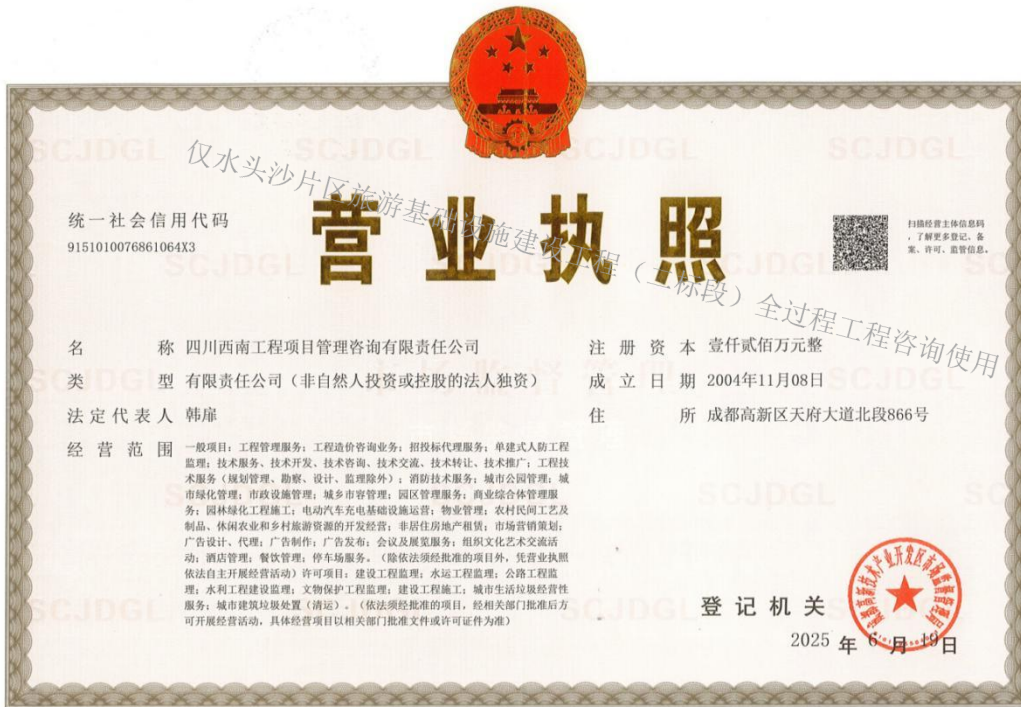 仅水头沙片区旅游基础设施建设工程（二标段）全过程工程咨询使用
统一社会信用代码
9151010076861064X3
营业执照
扫描经营主体信息码
，了解更多登记、备
案、许可、监管信息。
名称 四川西南工程项目管理咨询有限责任公司
类型 有限责任公司（非自然人投资或控股的法人独资）
法定代表人 韩扉
经营范围 一般项目：工程管理服务；工程造价咨询业务；招投标代理服务；单建式人防工程
监理；技术服务、技术开发、技术咨询、技术交流、技术转让、技术推广；工程技
术服务（规划管理、勘察、设计、监理除外）；消防技术服务；城市公园管理；城
市绿化管理；市政设施管理；城乡市容管理；园区管理服务；商业综合体管理服
务；园林绿化工程施工；电动汽车充电基础设施运营；物业管理；农村民间工艺及
制品、休闲农业和乡村旅游资源的开发经营；非居住房地产租赁；市场营销策划；
广告设计、代理；广告制作；广告发布；会议及展览服务；组织文化艺术交流活
动；酒店管理；餐饮管理；停车场服务。（除依法须经批准的项目外，凭营业执照
依法自主开展经营活动）许可项目：建设工程监理；水运工程监理；公路工程监
理；水利工程建设监理；文物保护工程监理；建设工程施工；城市生活垃圾经营性
服务；城市建筑垃圾处置（清运）。（依法须经批准的项目，经相关部门批准后方
可开展经营活动，具体经营项目以相关部门批准文件或许可证件为准）
注册资本 壹仟贰佰万元整
成立日期 2004年11月08日
住所 成都高新区天府大道北段866号
登记机关
2025 年 6 月 19 日
SCJDGL
SCJDGL
SCJDGL
SCJDGL
SCJDGL
SCJDGL